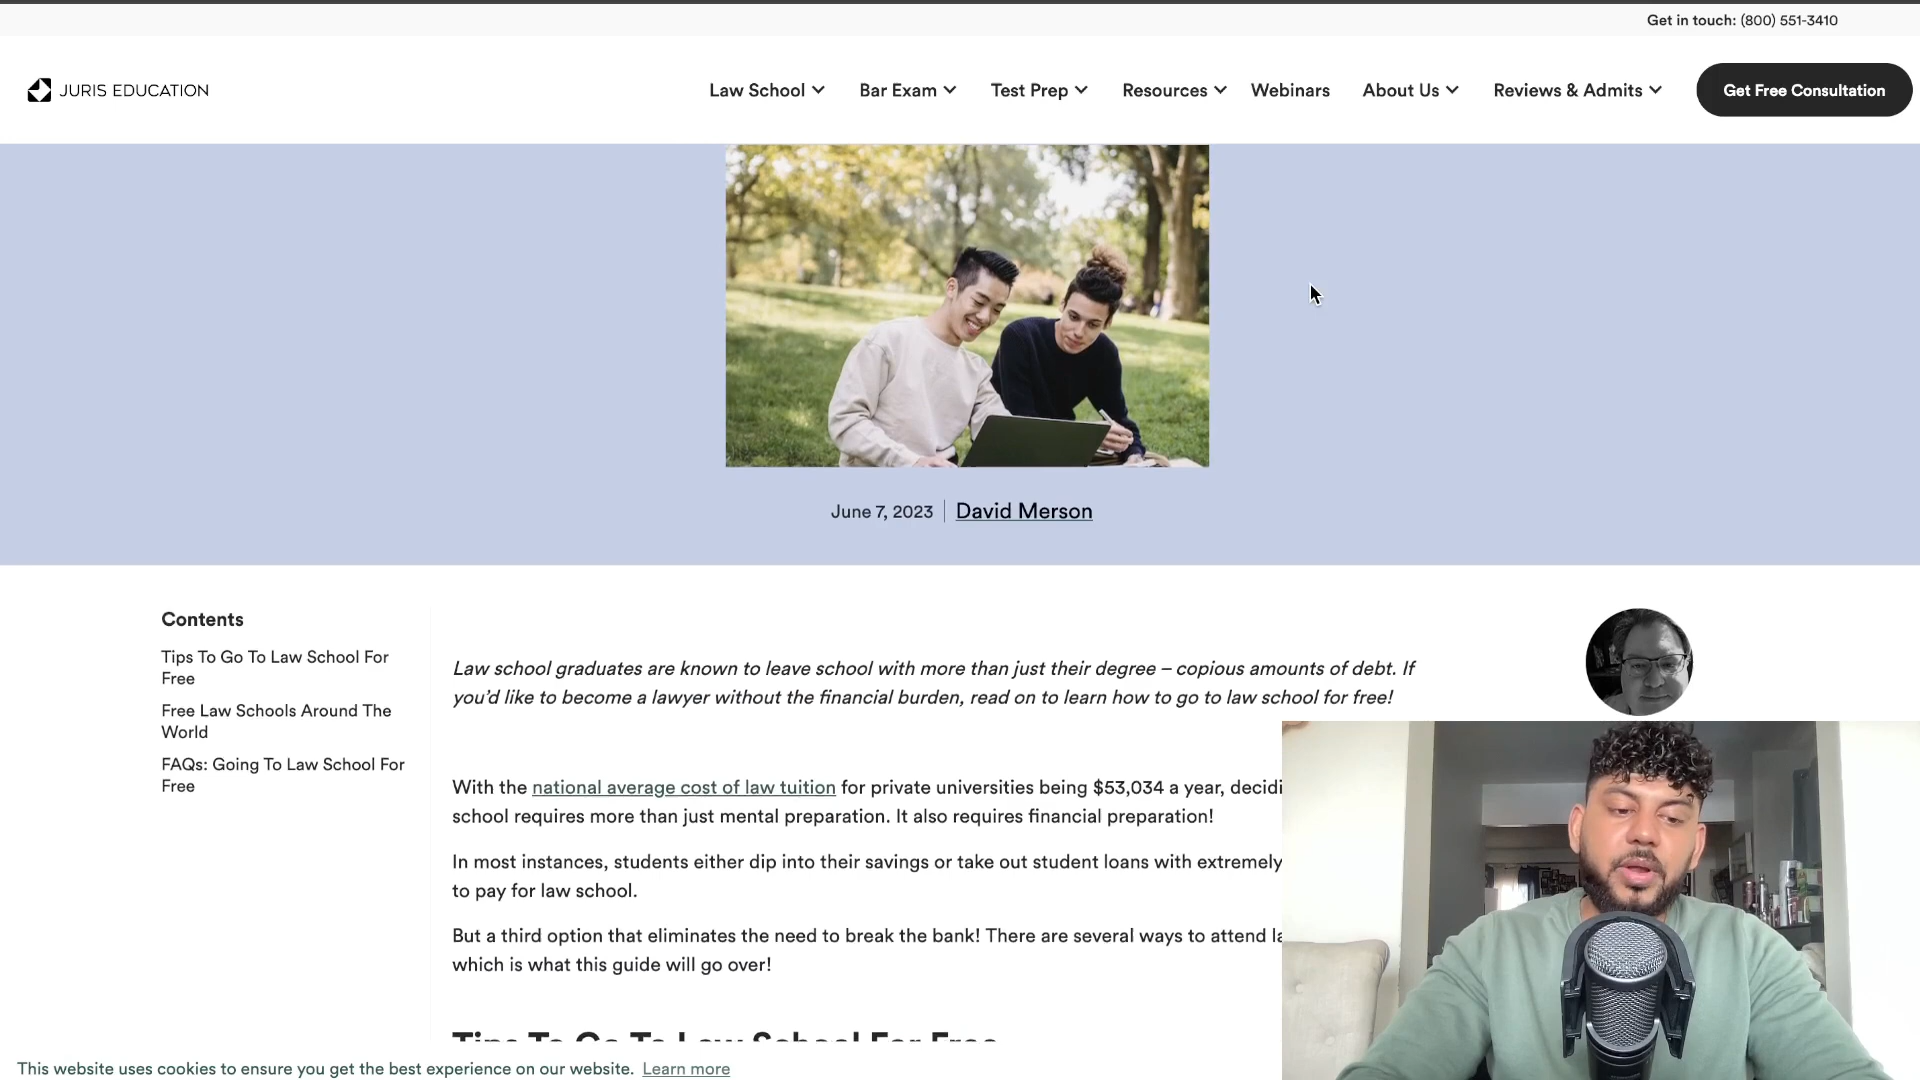 Get in touch: (800) 551-3410
JURIS EDUCATION
Law School
Bar Exam
Test Prep
Resources
Webinars
About Us
Reviews & Admits
Get Free Consultation
June 7, 2023
David Merson
Contents
Tips To Go To Law School For
Free
Free Law Schools Around The
World
FAQs: Going To Law School For
Free
Law school graduates are known to leave school with more than just their degree – copious amounts of debt. If
you’d like to become a lawyer without the financial burden, read on to learn how to go to law school for free!
With the national average cost of law tuition for private universities being $53,034 a year, decidi
school requires more than just mental preparation. It also requires financial preparation!
In most instances, students either dip into their savings or take out student loans with extremely
to pay for law school.
But a third option that eliminates the need to break the bank! There are several ways to attend la
which is what this guide will go over!
Tips To Go To Law School For Free
This website uses cookies to ensure you get the best experience on our website. Learn more